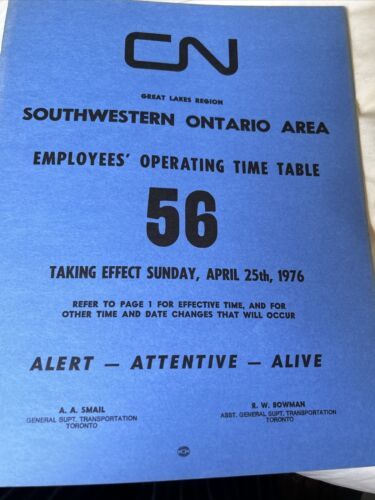 CN
GREAT LAKES REGION
SOUTHWESTERN ONTARIO AREA
EMPLOYEES' OPERATING TIME TABLE
56
TAKING EFFECT SUNDAY, APRIL 25th, 1976
REFER TO PAGE 1 FOR EFFECTIVE TIME, AND FOR
OTHER TIME AND DATE CHANGES THAT WILL OCCUR
ALERT — ATTENTIVE — ALIVE
A. A. SMAIL
GENERAL SUPT. TRANSPORTATION
TORONTO
R. W. BOWMAN
ASST. GENERAL SUPT. TRANSPORTATION
TORONTO